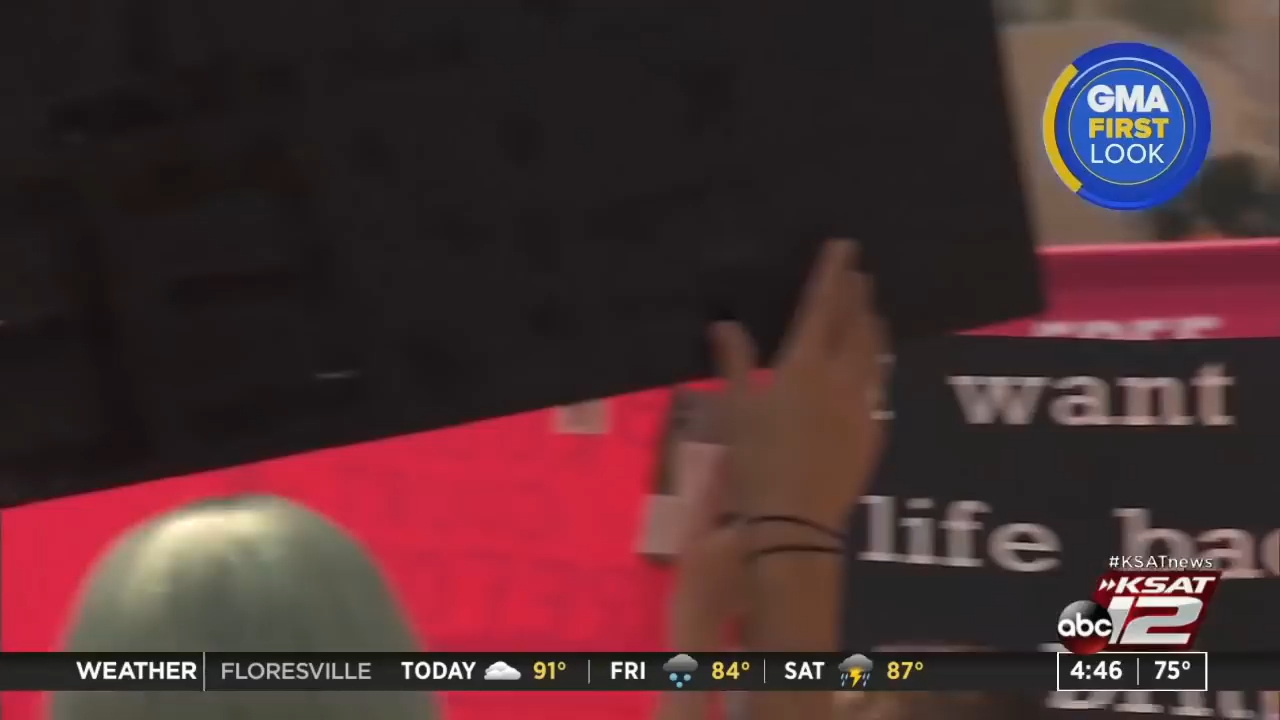 GMA
FIRST
LOOK
want
life
#KSATnews
KSAT
abc 12
WEATHER FLORESVILLE TODAY 91° FRI 84° SAT 87° 4:46 75°